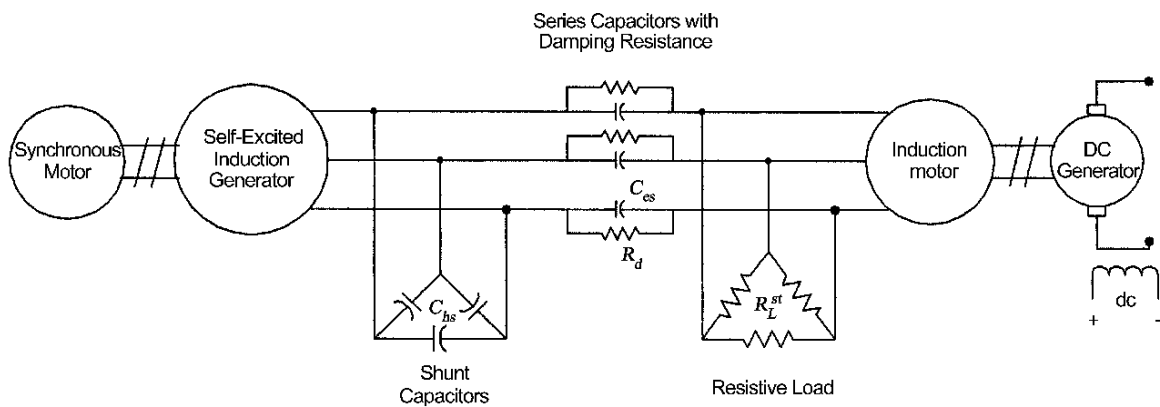 Series Capacitors with
Damping Resistance
Synchronous
Motor
Self-Excited
Induction
Generator
Induction
motor
DC
Generator
C_es
R_d
C_hs
R_L^st
dc
+ -
Shunt
Capacitors
Resistive Load